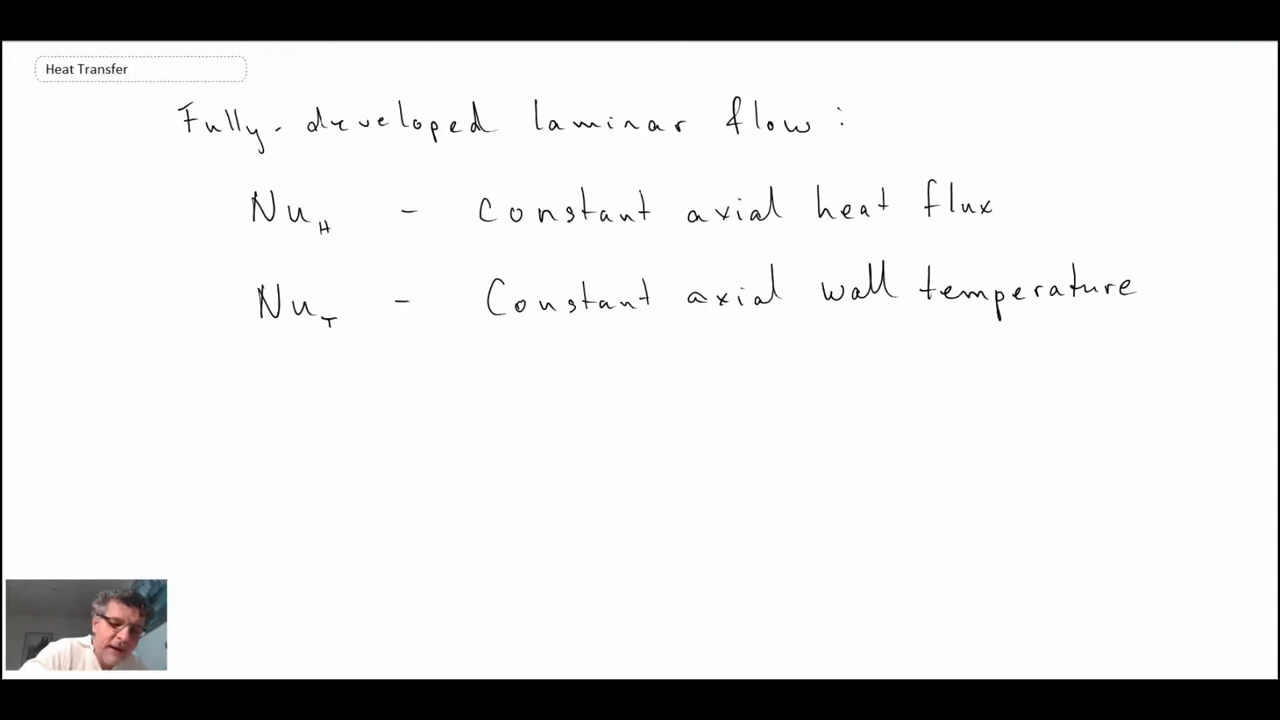 Heat Transfer
Fully-developed laminar flow:
Nu_H - Constant axial heat flux
Nu_T - Constant axial wall temperature